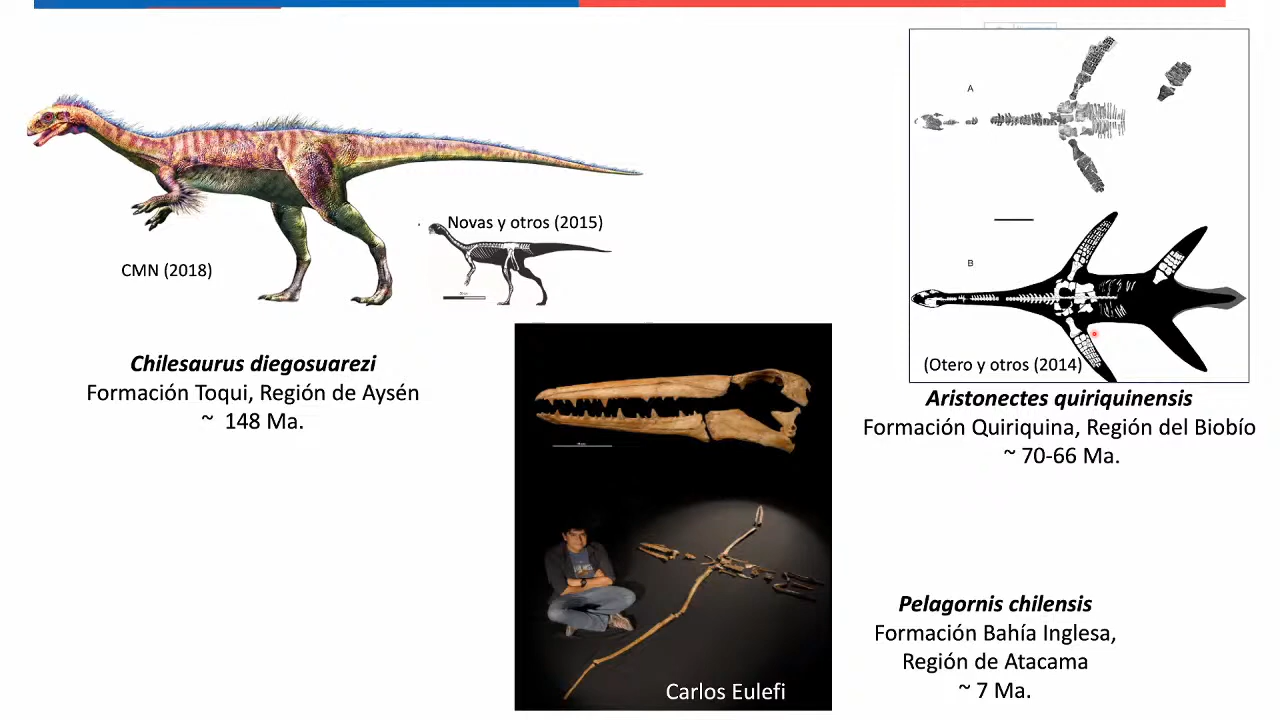 Novas y otros (2015)
CMN (2018)
Chilesaurus diegosuarezi
Formación Toqui, Región de Aysén
~ 148 Ma.
A
B
(Otero y otros (2014)
Aristonectes quiriquinensis
Formación Quiriquina, Región del Biobío
~ 70-66 Ma.
Carlos Eulefi
Pelagornis chilensis
Formación Bahía Inglesa,
Región de Atacama
~ 7 Ma.